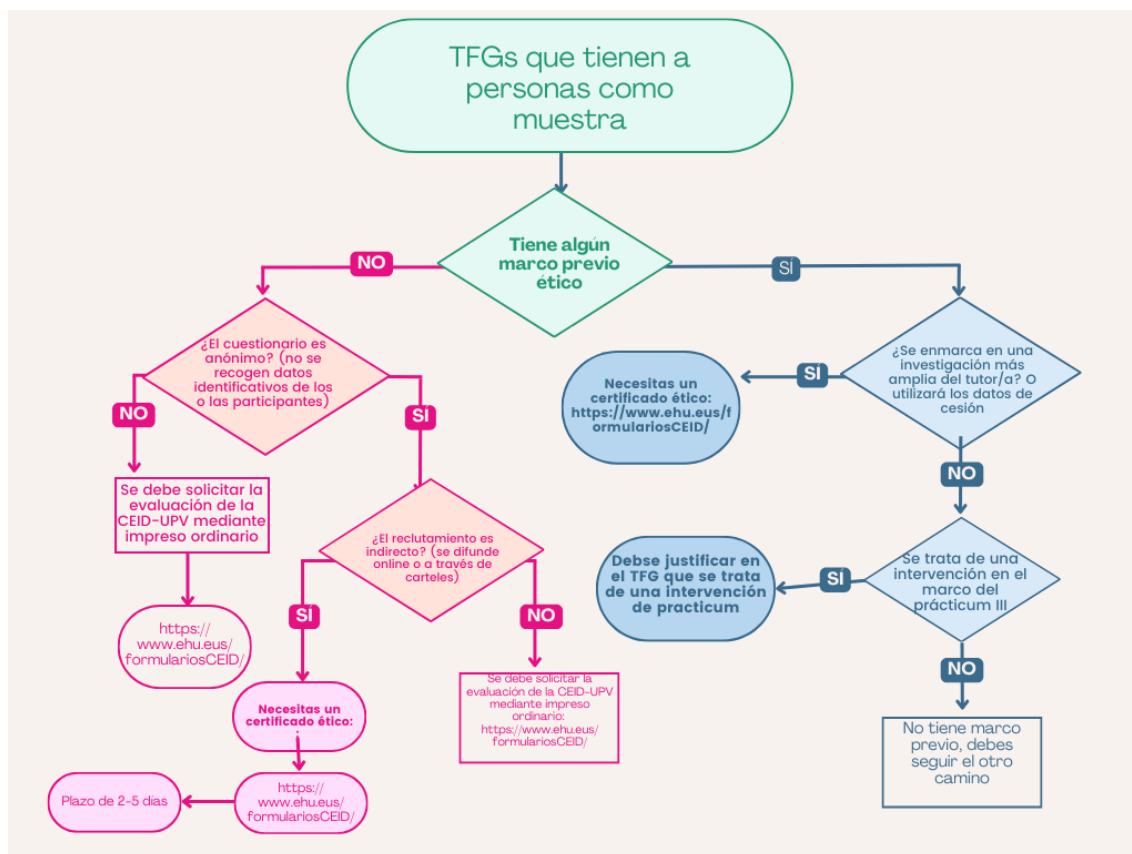 TFGs que tienen a
personas como
muestra
Tiene algún
marco previo
ético
NO
SÍ
¿El cuestionario es
anónimo? (no se
recogen datos
identificativos de los
o las participantes)
¿Se enmarca en una
investigación más
amplia del tutor/a? O
utilizará los datos de
cesión
SÍ
Necesitas un
certificado ético:
https://www.ehu.eus/f
ormulariosCEID/
NO
SÍ
NO
Se debe solicitar la
evaluación de la
CEID-UPV mediante
impreso ordinario
¿El reclutamiento es
indirecto? (se difunde
online o a través de
carteles)
Se trata de una
intervención en el
marco del
prácticum III
SÍ
Debse justificar en
el TFG que se trata
de una intervención
de practicum
https://
www.ehu.eus/
formulariosCEID/
SÍ
NO
NO
Necesitas un
certificado ético:
:
Se debe solicitar la
evaluación de la CEID-UPV
mediante impreso
ordinario:
https://www.ehu.eus/
formulariosCEID/
No tiene marco
previo, debes
seguir el otro
camino
https://
www.ehu.eus/
formulariosCEID/
Plazo de 2-5 días